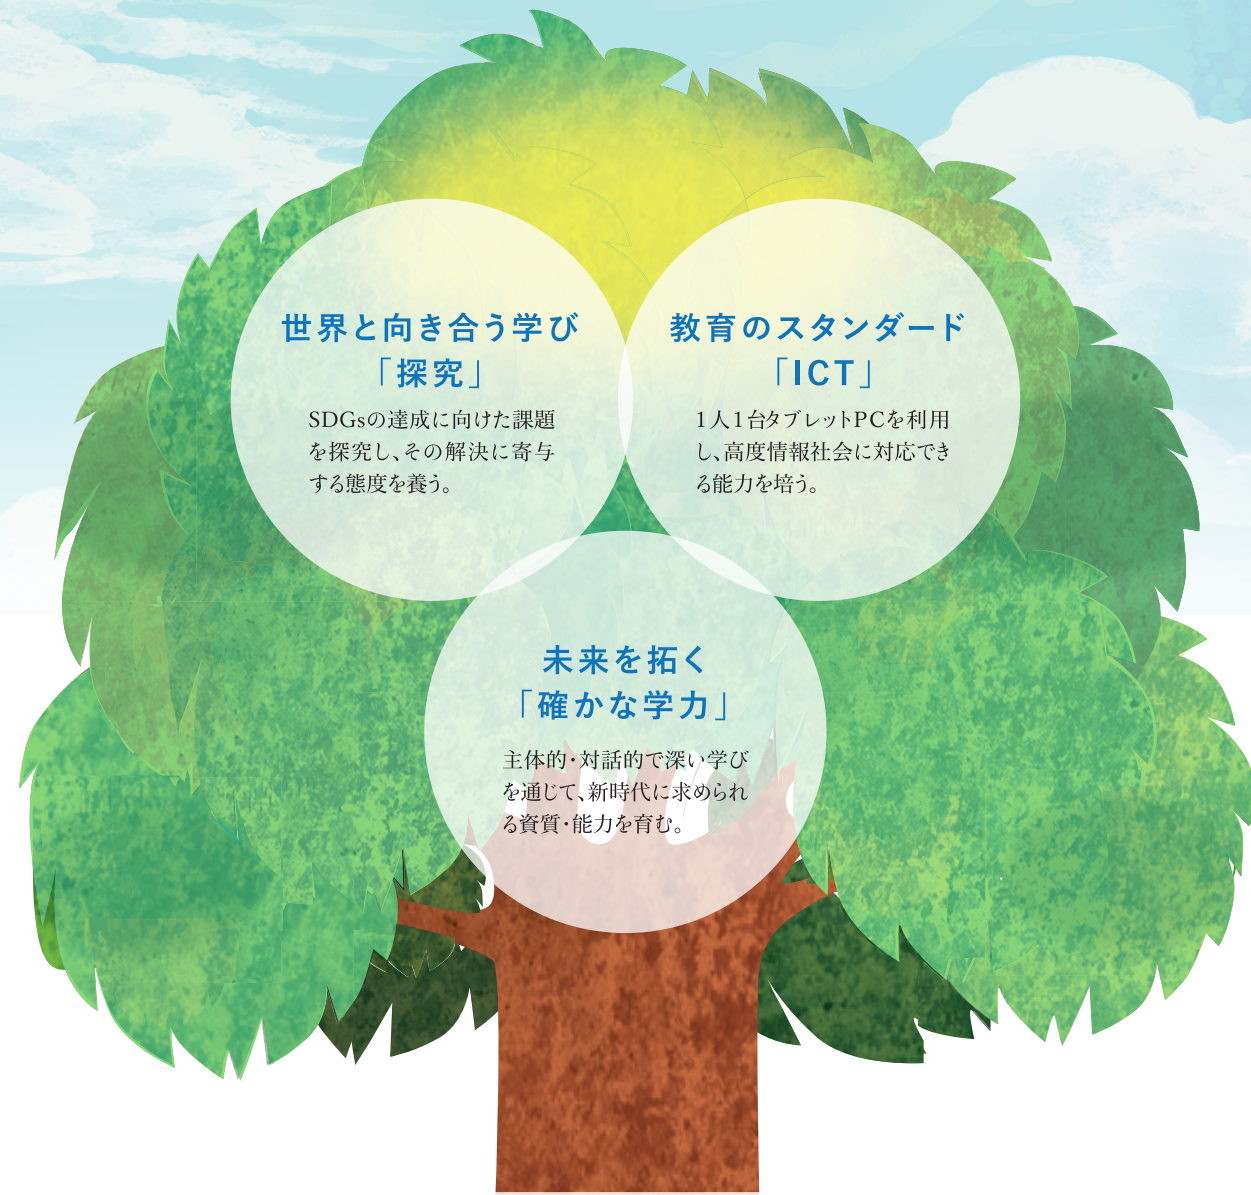 世界と向き合う学び
「探究」
SDGsの達成に向けた課題
を探究し、その解決に寄与
する態度を養う。
教育のスタンダード
「ICT」
1人1台タブレットPCを利用
し、高度情報社会に対応でき
る能力を培う。
未来を拓く
「確かな学力」
主体的・対話的で深い学び
を通じて、新時代に求められ
る資質・能力を育む。